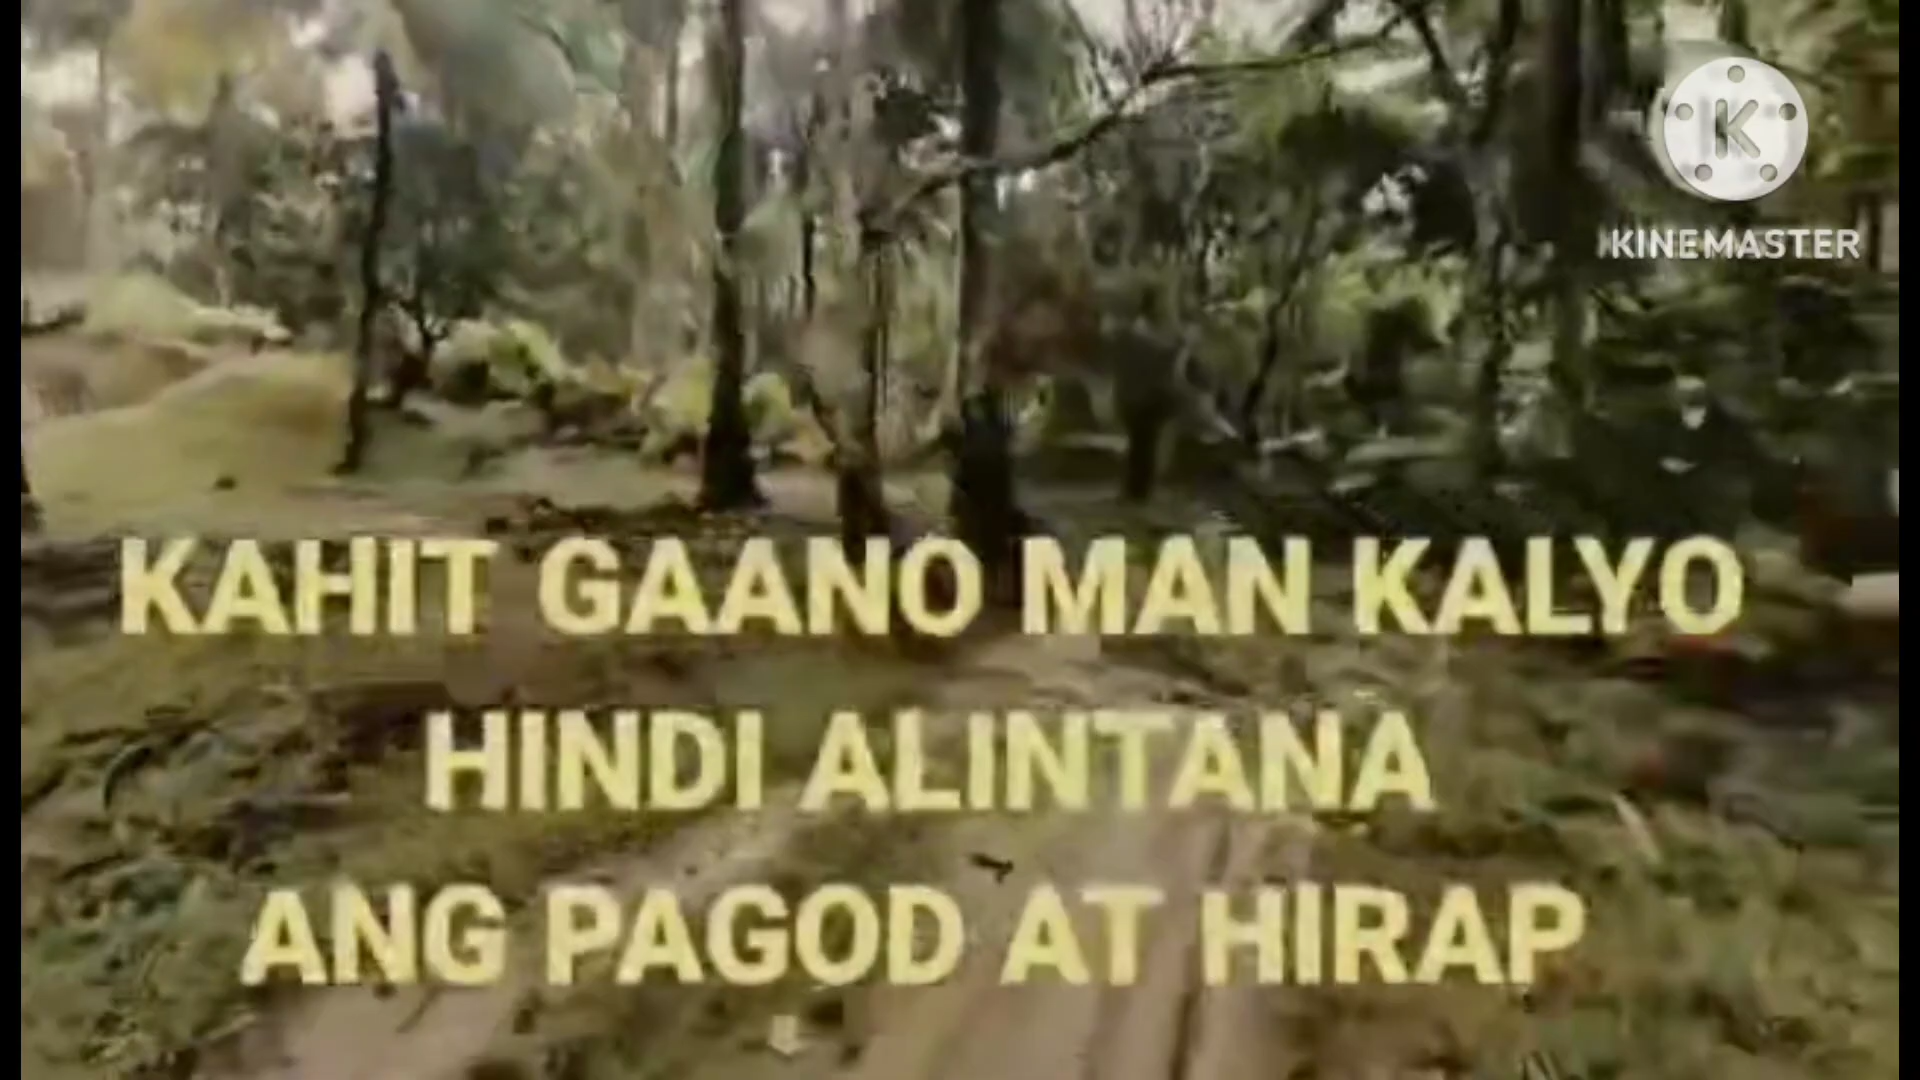 K
KINEMASTER
KAHIT GAANO MAN KALYO
HINDI ALINTANA
ANG PAGOD AT HIRAP